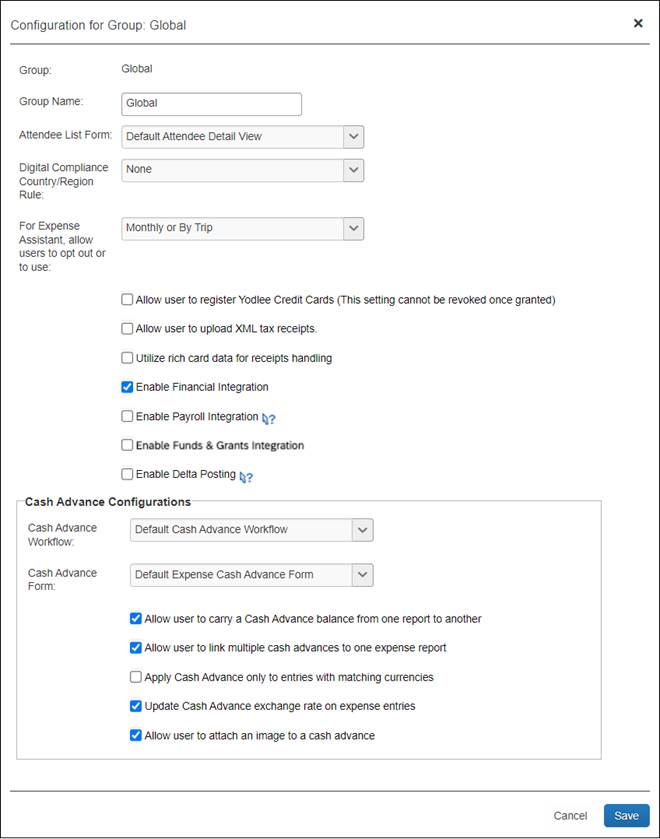 Configuration for Group: Global
Group: Global
Group Name: Global
Attendee List Form: Default Attendee Detail View
Digital Compliance
Country/Region
Rule:
None
For Expense
Assistant, allow
users to opt out or
to use:
Monthly or By Trip
Allow user to register Yodlee Credit Cards (This setting cannot be revoked once granted)
Allow user to upload XML tax receipts.
Utilize rich card data for receipts handling
Enable Financial Integration
Enable Payroll Integration ?
Enable Funds & Grants Integration
Enable Delta Posting ?
Cash Advance Configurations
Cash Advance
Workflow:
Default Cash Advance Workflow
Cash Advance
Form:
Default Expense Cash Advance Form
Allow user to carry a Cash Advance balance from one report to another
Allow user to link multiple cash advances to one expense report
Apply Cash Advance only to entries with matching currencies
Update Cash Advance exchange rate on expense entries
Allow user to attach an image to a cash advance
Cancel Save